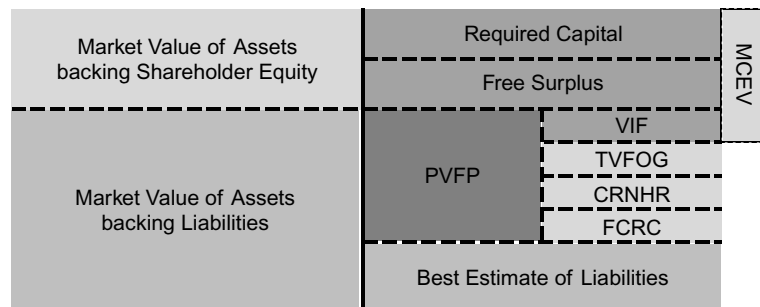 Market Value of Assets
backing Shareholder Equity
Market Value of Assets
backing Liabilities
Required Capital
Free Surplus
PVFP
VIF
TVFOG
CRNHR
FCRC
Best Estimate of Liabilities
MCEV